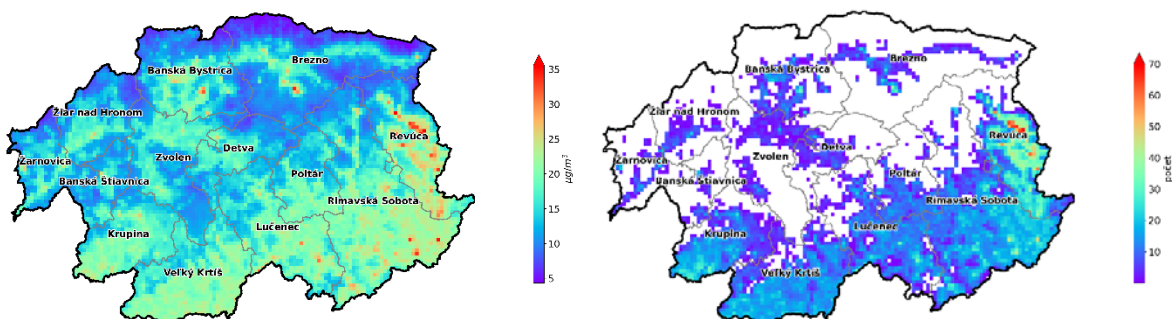 Banská Bystrica
Brezno
Žiar nad Hronom
Revúca
Žarnovica
Zvolen
Detva
Poltár
Banská Štiavnica
Rimavská Sobota
Lučenec
Krupina
Veľký Krtíš
35
30
25
20
15
10
5
µg/m³
Brezno
Banská Bystrica
Žiar nad Hronom
Revúca
Žarnovica
Zvolen
Detva
Poltár
Banská Štiavnica
Rimavská Sobota
Lučenec
Krupina
Veľký Krtíš
70
60
50
40
30
20
10
počet